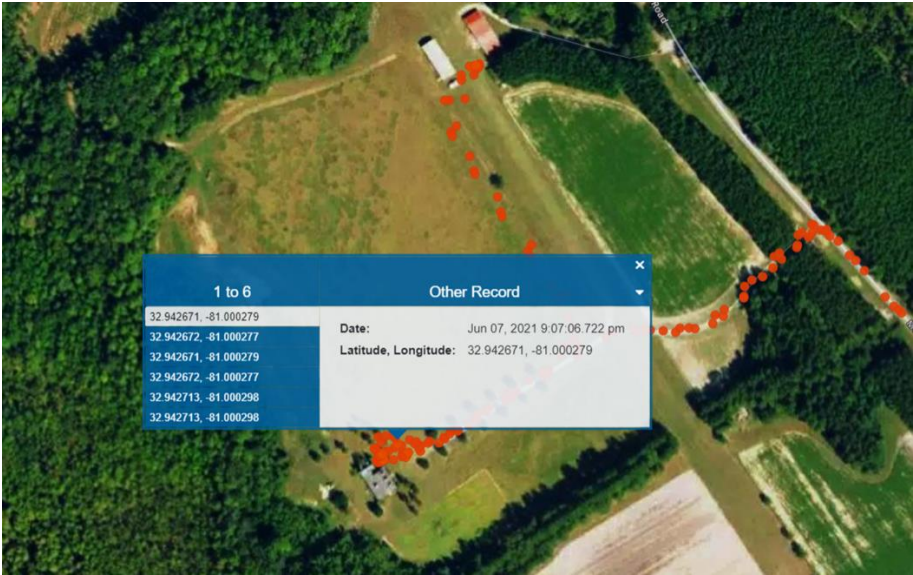 Road
1 to 6
Other Record
32.942671, -81.000279
32.942672, -81.000277
32.942671, -81.000279
32.942672, -81.000277
32.942713, -81.000298
32.942713, -81.000298
Date: Jun 07, 2021 9:07:06.722 pm
Latitude, Longitude: 32.942671, -81.000279